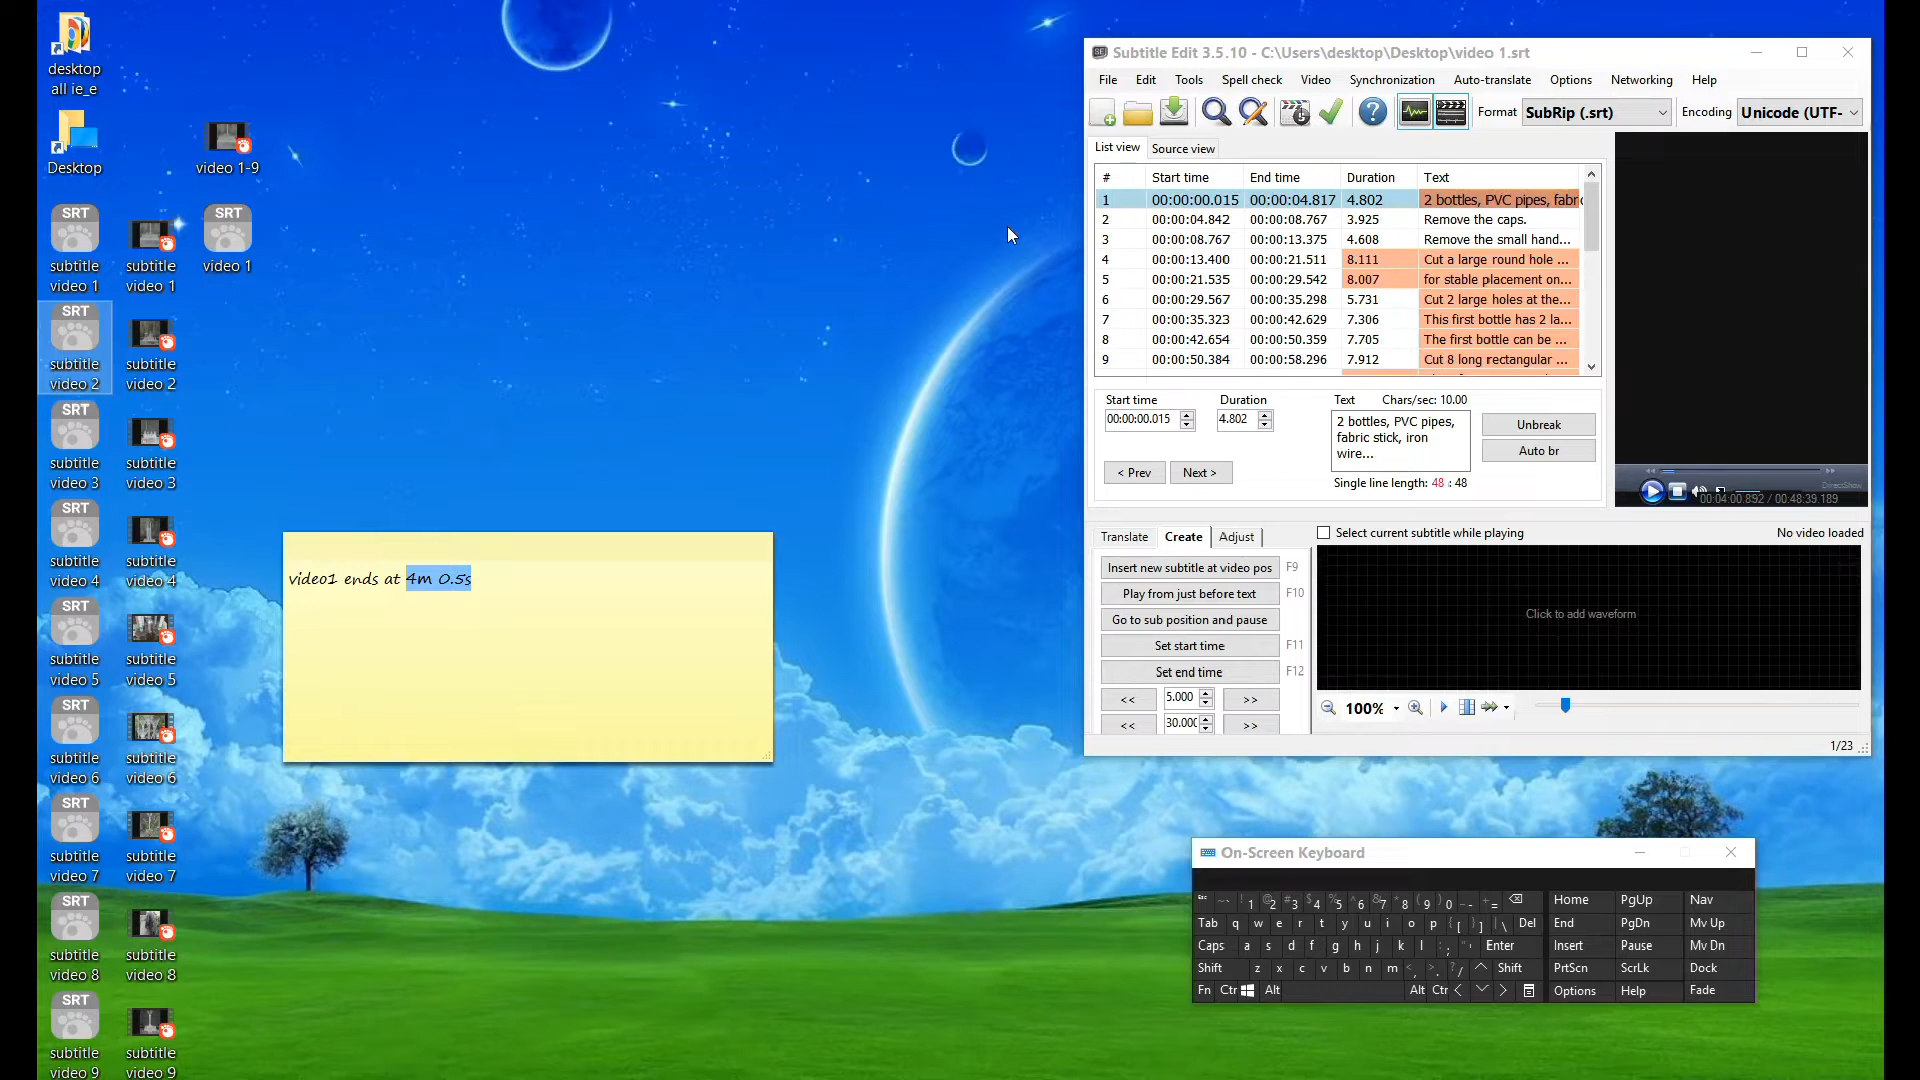 desktop
all ie_e
Desktop
video 1-9
SRT
subtitle
video 1
subtitle
video 1
SRT
video 1
SRT
subtitle
video 2
subtitle
video 2
SRT
subtitle
video 3
subtitle
video 3
SRT
subtitle
video 4
subtitle
video 4
SRT
subtitle
video 5
subtitle
video 5
SRT
subtitle
video 6
subtitle
video 6
SRT
subtitle
video 7
subtitle
video 7
SRT
subtitle
video 8
subtitle
video 8
SRT
subtitle
video 9
subtitle
video 9
video1 ends at 4m 0.5s
SE Subtitle Edit 3.5.10 - C:\Users\desktop\Desktop\video 1.srt
File Edit Tools Spell check Video Synchronization Auto-translate Options Networking Help
Format SubRip (.srt) Encoding Unicode (UTF-
List view Source view
# Start time End time Duration Text
1 00:00:00.015 00:00:04.817 4.802 2 bottles, PVC pipes, fabric
2 00:00:04.842 00:00:08.767 3.925 Remove the caps.
3 00:00:08.767 00:00:13.375 4.608 Remove the small hand...
4 00:00:13.400 00:00:21.511 8.111 Cut a large round hole ...
5 00:00:21.535 00:00:29.542 8.007 for stable placement on...
6 00:00:29.567 00:00:35.298 5.731 Cut 2 large holes at the...
7 00:00:35.323 00:00:42.629 7.306 This first bottle has 2 la...
8 00:00:42.654 00:00:50.359 7.705 The first bottle can be ...
9 00:00:50.384 00:00:58.296 7.912 Cut 8 long rectangular ...
Start time Duration Text Chars/sec: 10.00
00:00:00.015 4.802
2 bottles, PVC pipes,
fabric stick, iron
wire...
Unbreak
Auto br
< Prev Next >
Single line length: 48 : 48
DirectShow
00:04:00.892 / 00:48:39.189
Translate Create Adjust
Select current subtitle while playing No video loaded
Insert new subtitle at video pos F9
Play from just before text F10
Go to sub position and pause
Set start time F11
Set end time F12
<< 5.000 >>
<< 30.000 >>
Click to add waveform
100%
1/23
On-Screen Keyboard
Esc ~ ` ! 1 @ 2 # 3 $ 4 % 5 ^ 6 & 7 * 8 ( 9 ) 0 _ - + = Home PgUp Nav
Tab q w e r t y u i o p { [ } ] | \ Del End PgDn Mv Up
Caps a s d f g h j k l : ; " ' Enter Insert Pause Mv Dn
Shift z x c v b n m < , > . ? / Shift PrtScn ScrLk Dock
Fn Ctr Alt Alt Ctr Options Help Fade